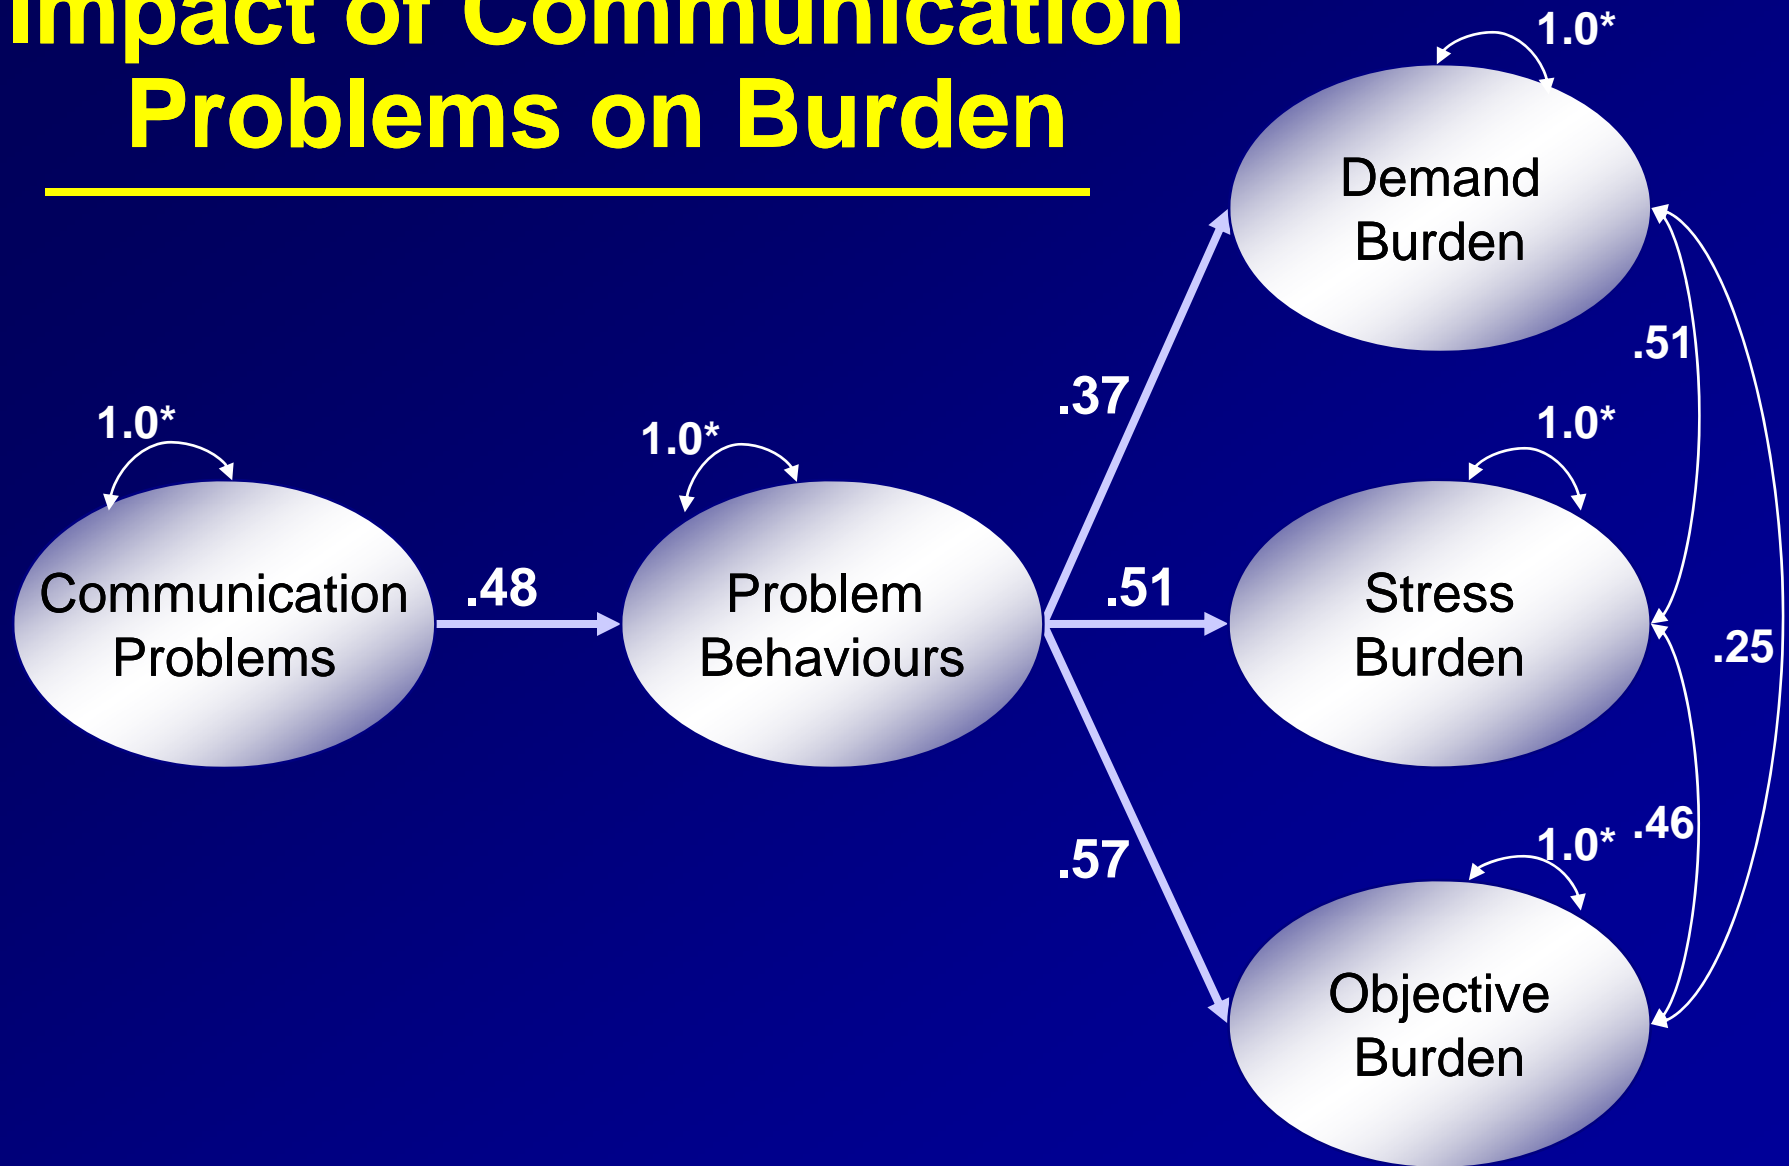 Impact of Communication
Problems on Burden
1.0*
Demand
Burden
.51
.37
1.0*
1.0*
1.0*
Communication
Problems
.48
Problem
Behaviours
.51
Stress
Burden
.25
.57
1.0*
.46
Objective
Burden